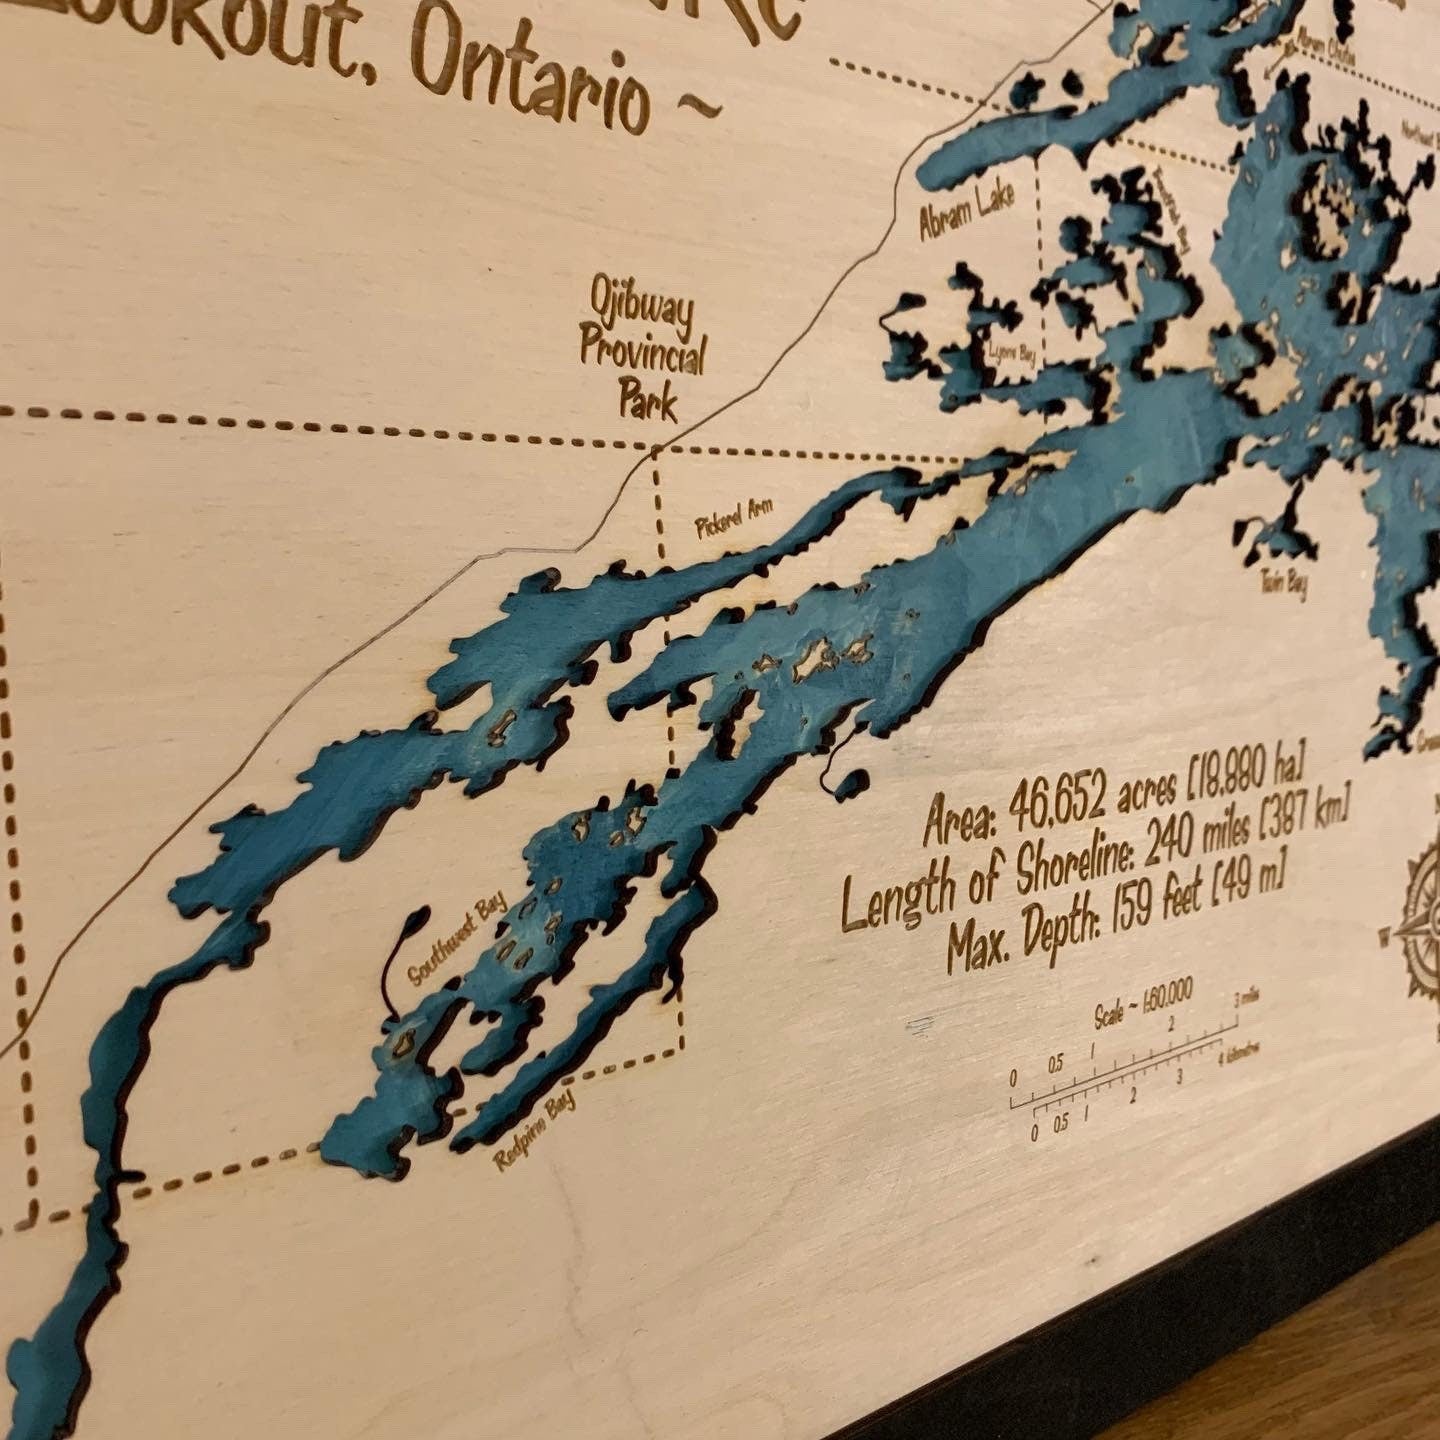 Lookout, Ontario ~
Abram Lake
Ojibway
Provincial
Park
Lyons Bay
Pickerel Arm
Twin Bay
Area: 46,652 acres [18,880 ha]
Length of Shoreline: 240 miles [387 km]
Max. Depth: 159 feet [49 m]
Southwest Bay
Redpine Bay
Scale ~ 1:60,000
0 0.5 1 2 3 miles
0 0.5 1 2 3 4 kilometres
W